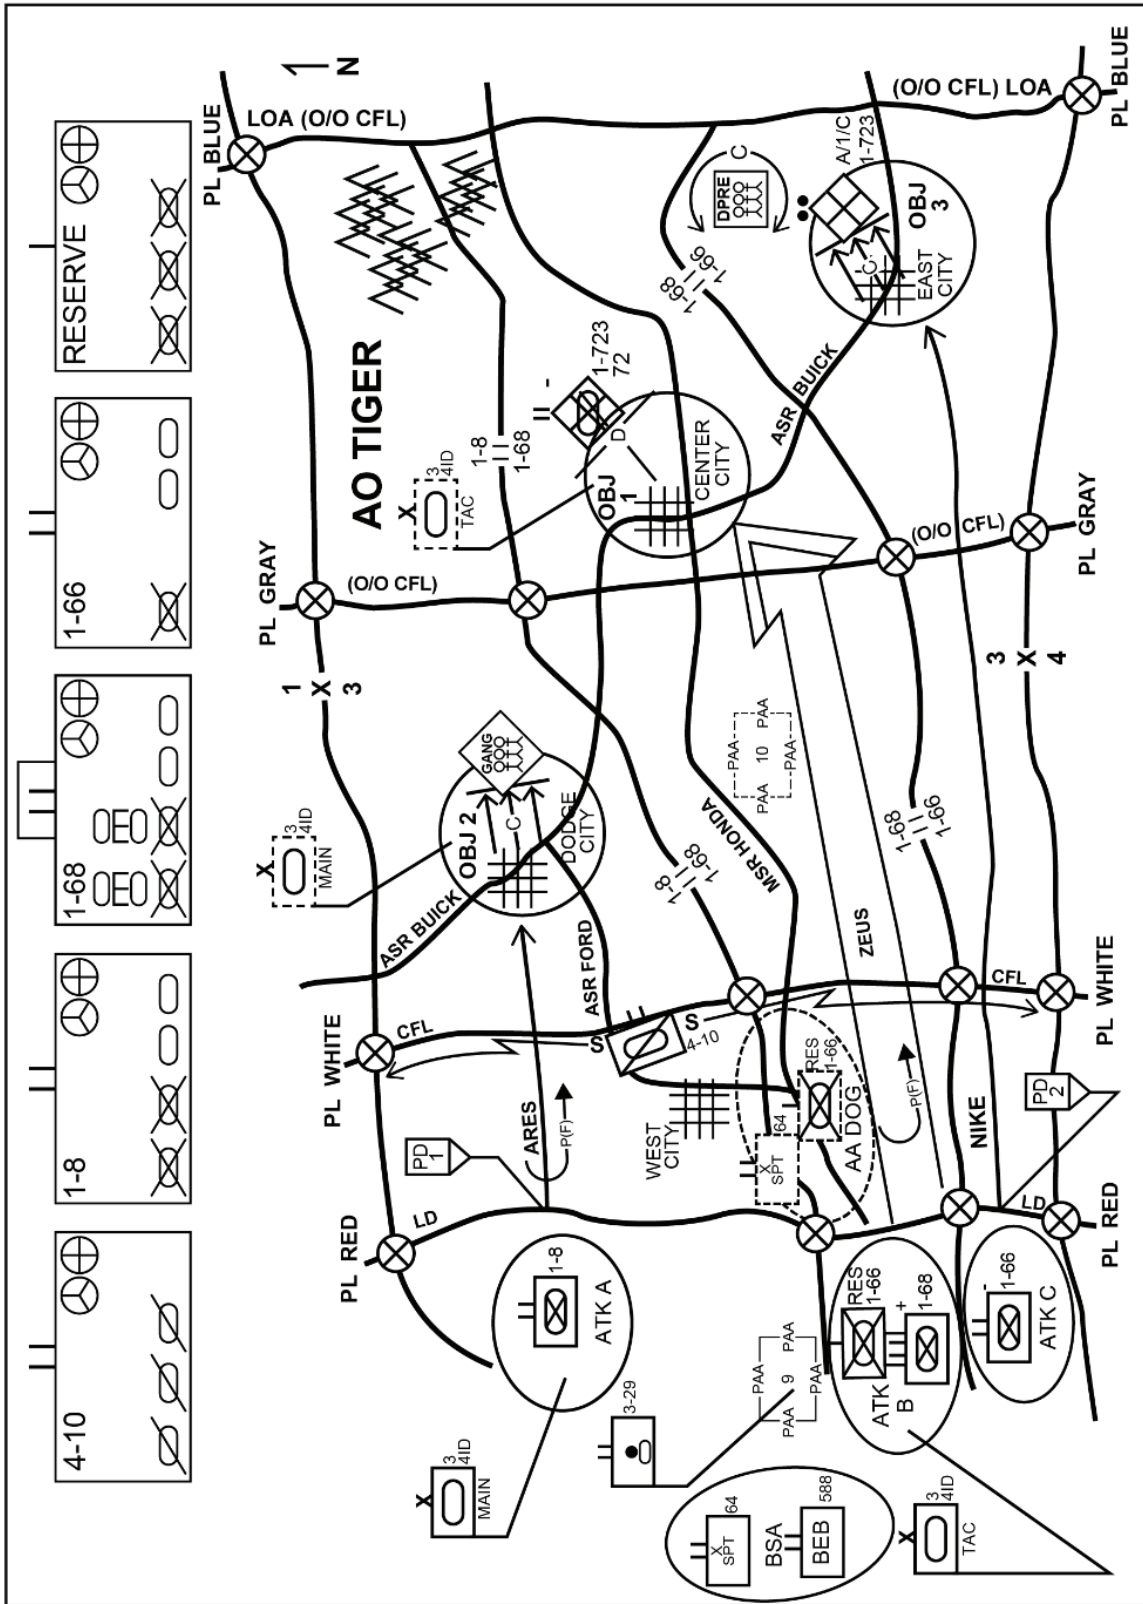 4-10
1-8
1-68
1-66
RESERVE
N
PL BLUE
LOA (O/O CFL)
PL GRAY
(O/O CFL)
1
X
3
PL WHITE
CFL
PL RED
LD
AO TIGER
X
3
4ID
MAIN
X
3
4ID
TAC
1-8
1-68
ASR BUICK
OBJ 2
GANG
C
DODGE
CITY
ASR FORD
PD
1
ARES
P(F)
1-8
ATK A
X
3
4ID
MAIN
3-29
OBJ
1
D
1-723
72
CENTER
CITY
1-8
1-68
MSR HONDA
PAA
PAA 10 PAA
PAA
S
4-10
S
WEST
CITY
64
X
SPT
RES
1-66
AA DOG
ZEUS
P(F)
PAA
PAA 9 PAA
PAA
RES
1-66
+
1-68
ATK
B
64
X
SPT
BSA
588
BEB
X
3
4ID
TAC
C
DPRE
1-68
1-66
A/1/C
1-723
OBJ
3
C
EAST
CITY
ASR BUICK
(O/O CFL) LOA
PL BLUE
(O/O CFL)
PL GRAY
3
X
4
1-68
1-66
CFL
PL WHITE
NIKE
PD
2
LD
PL RED
-
1-66
ATK C